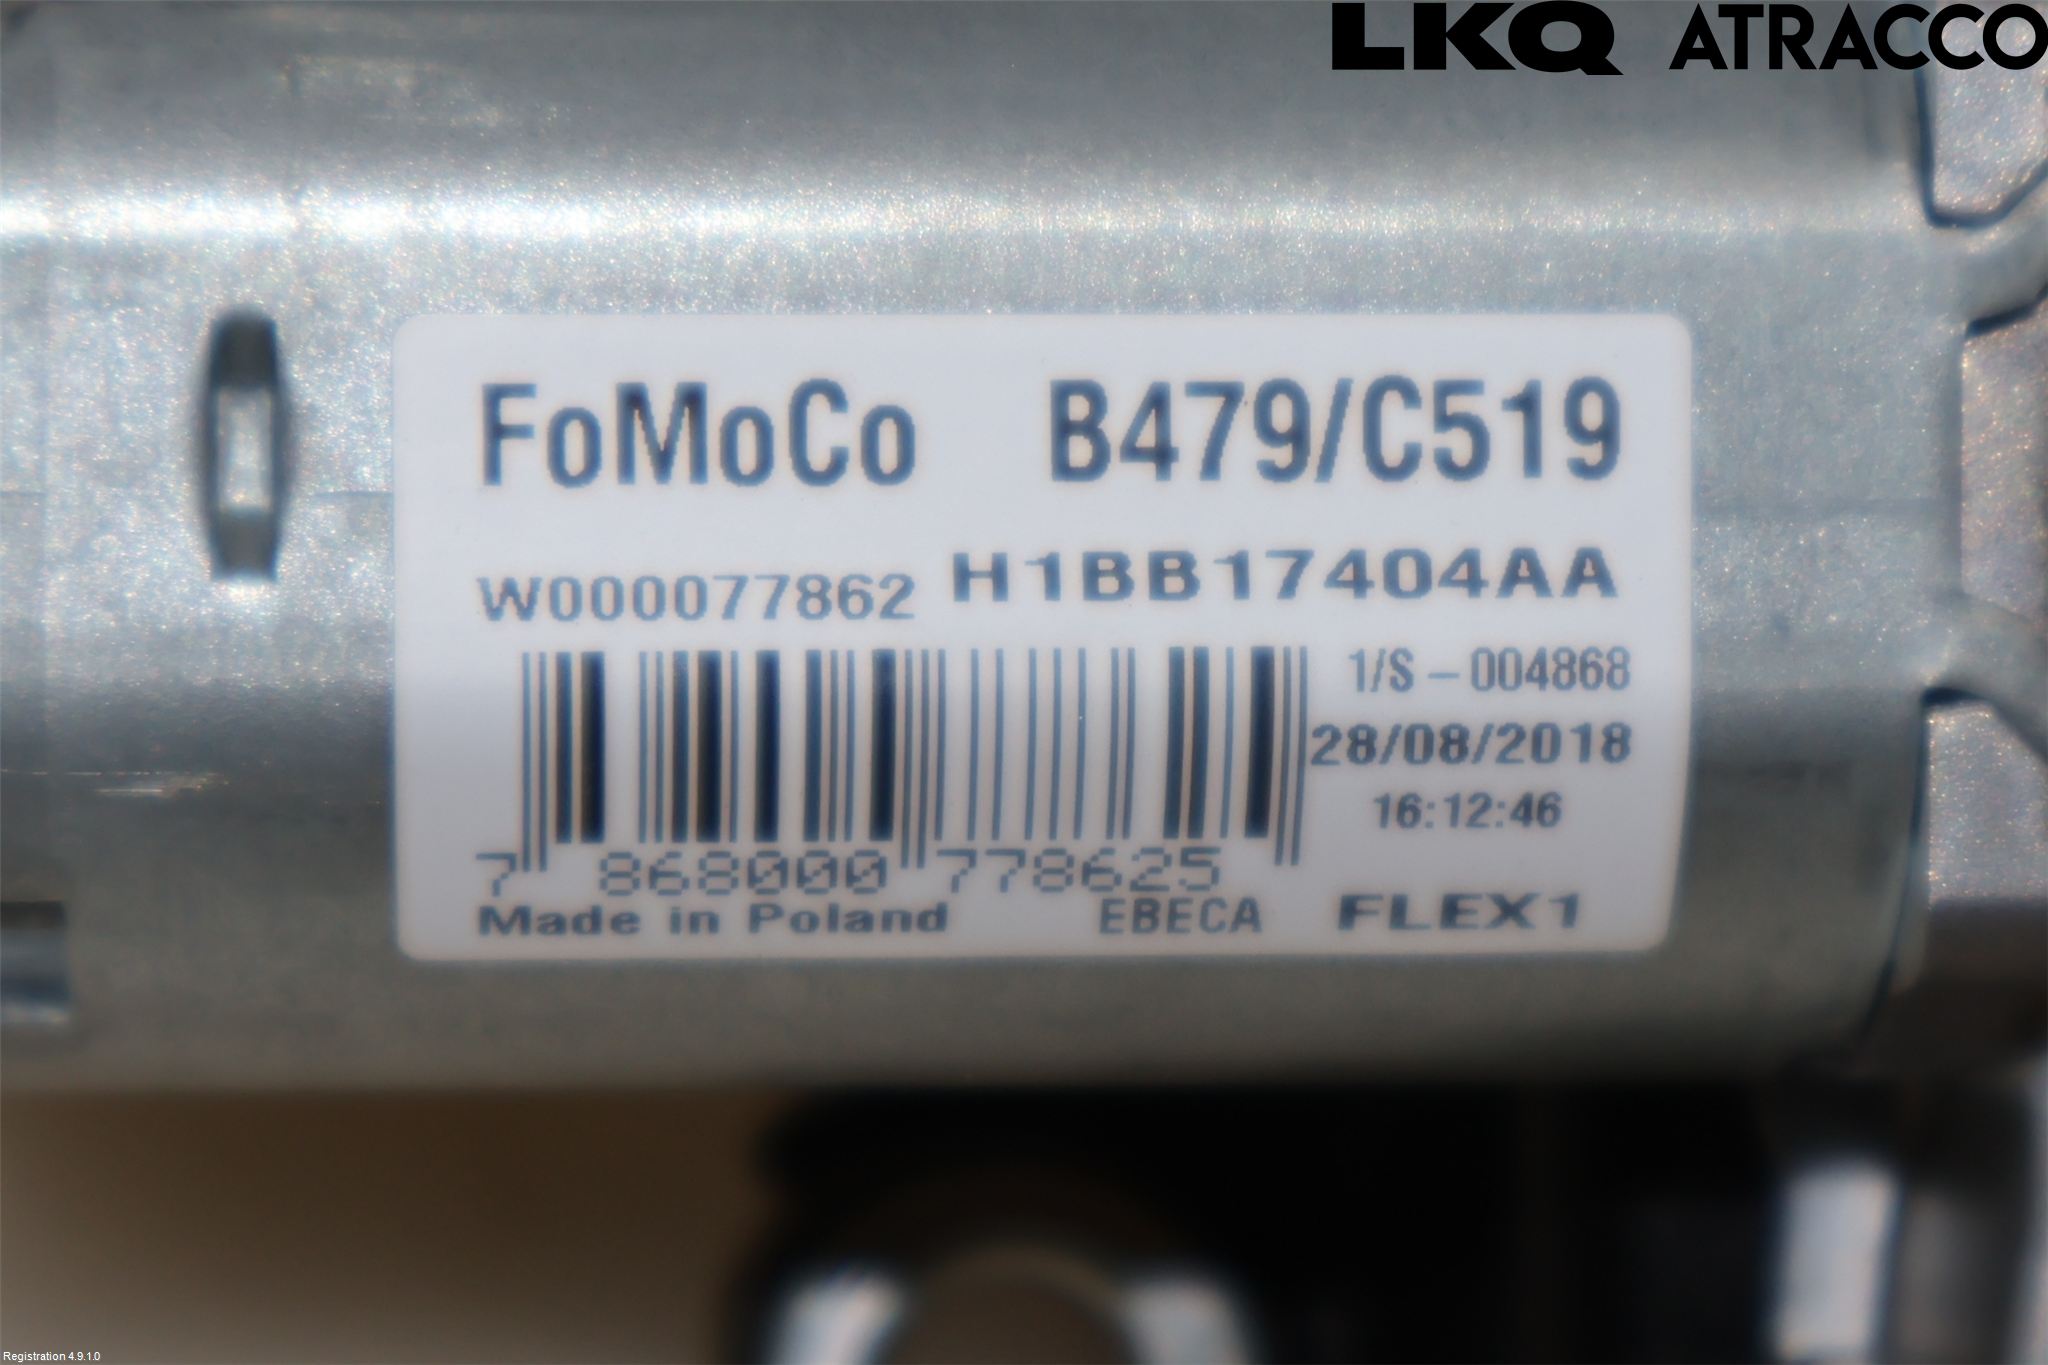 LKQ ATRACCO
FoMoCo B479/C519
W000077862 H1BB17404AA
1/S - 004868
28/08/2018
16:12:46
7 868000 778625
Made in Poland EBECA FLEX1
Registration 4.9.1.0